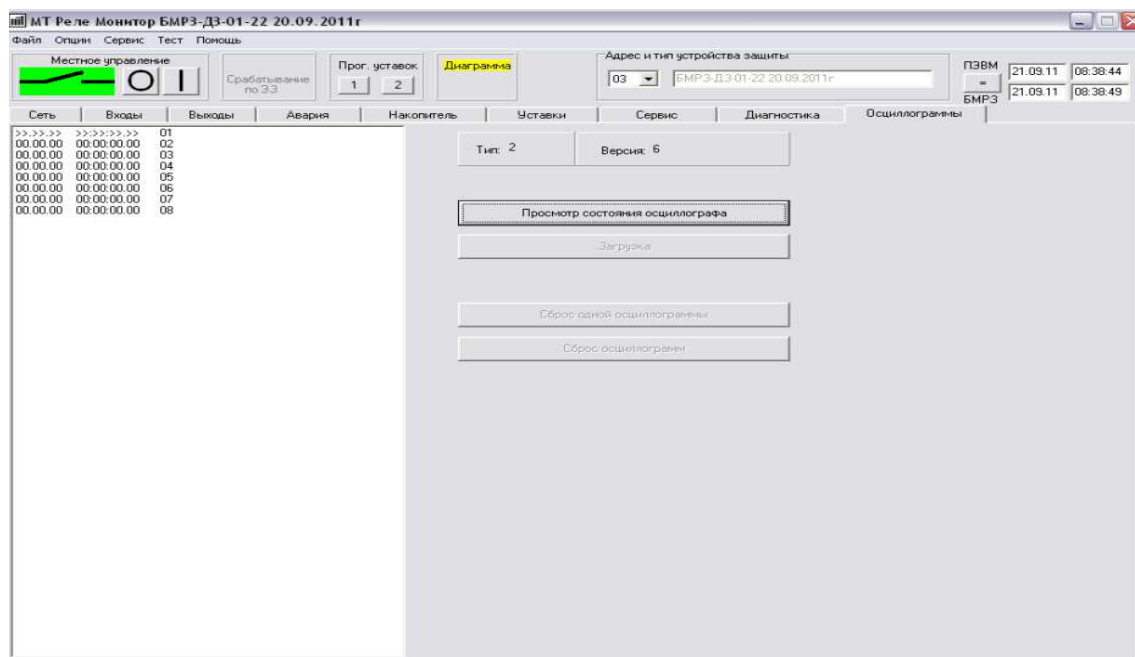 МТ Реле Монитор БМРЗ-ДЗ-01-22 20.09.2011г
Файл Опции Сервис Тест Помощь
Местное управление
Срабатывание по ЗЗ
Прог. уставок
1 2
Диаграмма
Адрес и тип устройства защиты
03 БМРЗ-ДЗ-01-22 20.09.2011г
ПЭВМ 21.09.11 08:38:44
=
БМРЗ 21.09.11 08:38:49
Сеть Входы Выходы Авария Накопитель Уставки Сервис Диагностика Осциллограммы
>>.>>.>> >>:>>:>>.>> 01
00.00.00 00:00:00.00 02
00.00.00 00:00:00.00 03
00.00.00 00:00:00.00 04
00.00.00 00:00:00.00 05
00.00.00 00:00:00.00 06
00.00.00 00:00:00.00 07
00.00.00 00:00:00.00 08
Тип: 2 Версия: 6
Просмотр состояния осциллографа
Загрузка
Сброс одной осциллограммы
Сброс осциллограмм